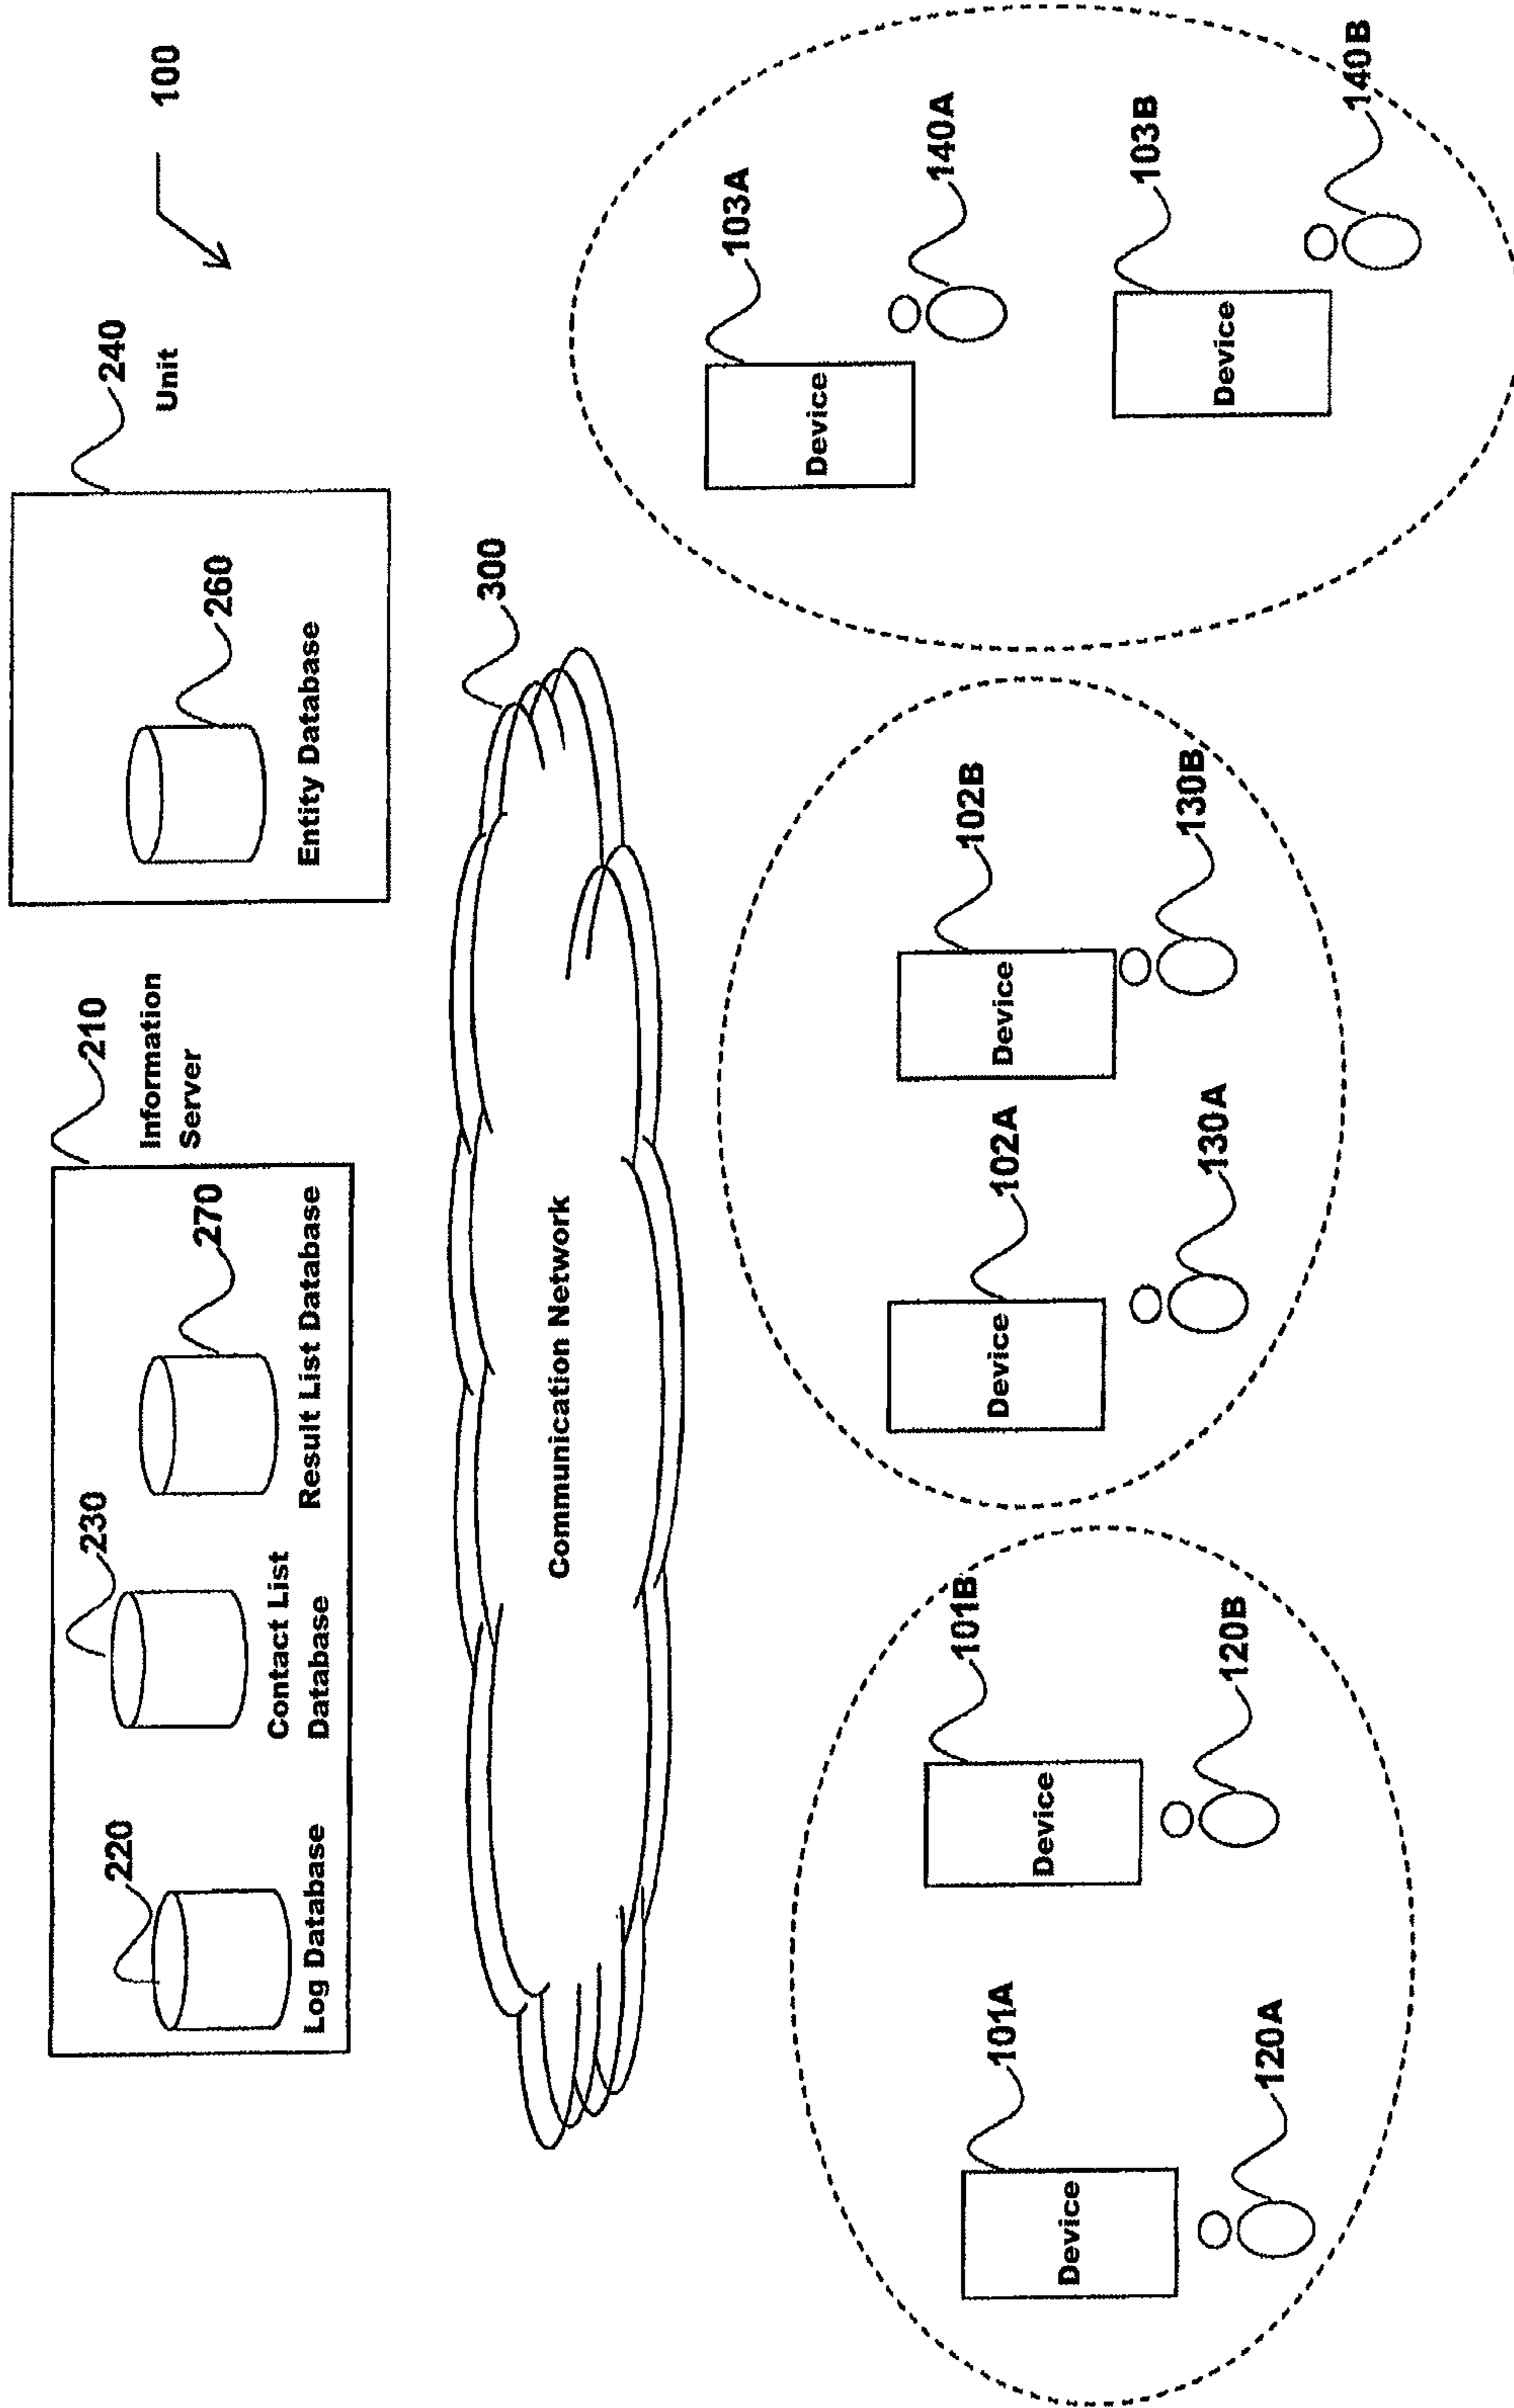 100
210
Information
Server
240
Unit
220
230
270
260
Log Database
Contact List
Database
Result List Database
Entity Database
300
Communication Network
101A
Device
120A
101B
Device
120B
102A
Device
130A
102B
Device
130B
103A
Device
140A
103B
Device
140B